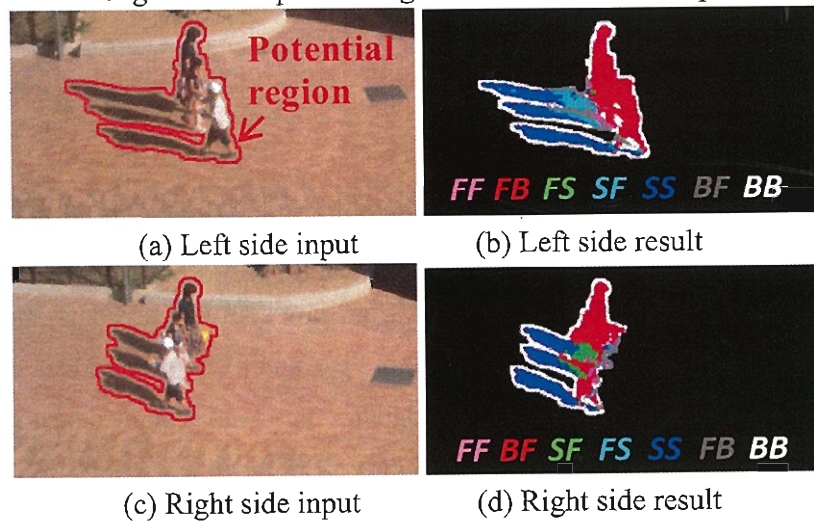 Potential
region
FF FB FS SF SS BF BB
(a) Left side input
(b) Left side result
FF BF SF FS SS FB BB
(c) Right side input
(d) Right side result